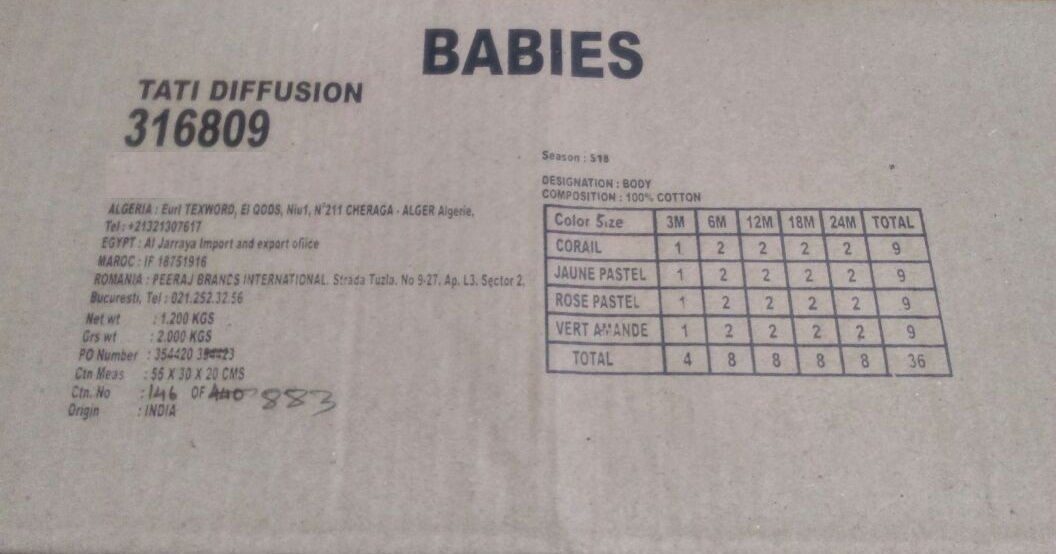 BABIES
TATI DIFFUSION
316809
ALGERIA : Eurl TEXWORD, El QODS, Niu1, N°211 CHERAGA - ALGER Algerie,
Tel : +21321307617
EGYPT : Al Jarraya Import and export office
MAROC : IF 18751916
ROMANIA : PEERAJ BRANCS INTERNATIONAL. Strada Tuzla. No 9-27. Ap. L3. Sector 2.
Bucuresti, Tel : 021.252.32.56
Net wt : 1.200 KGS
Grs wt : 2.000 KGS
PO Number : 354420
Ctn Meas : 55 X 30 X 20 CMS
Ctn. No : 146 OF 440 883
Origin : INDIA
Season : S18
DESIGNATION : BODY
COMPOSITION : 100% COTTON
Color Size 3M 6M 12M 18M 24M TOTAL
CORAIL 1 2 2 2 2 9
JAUNE PASTEL 1 2 2 2 2 9
ROSE PASTEL 1 2 2 2 2 9
VERT AMANDE 1 2 2 2 2 9
TOTAL 4 8 8 8 8 36